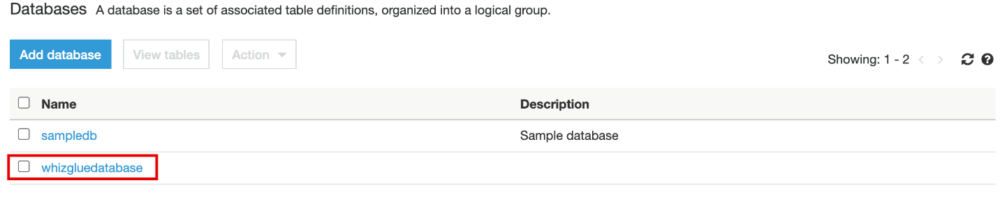 Databases A database is a set of associated table definitions, organized into a logical group.
Add database View tables Action
Showing: 1 - 2
Name Description
sampledb Sample database
whizgluedatabase